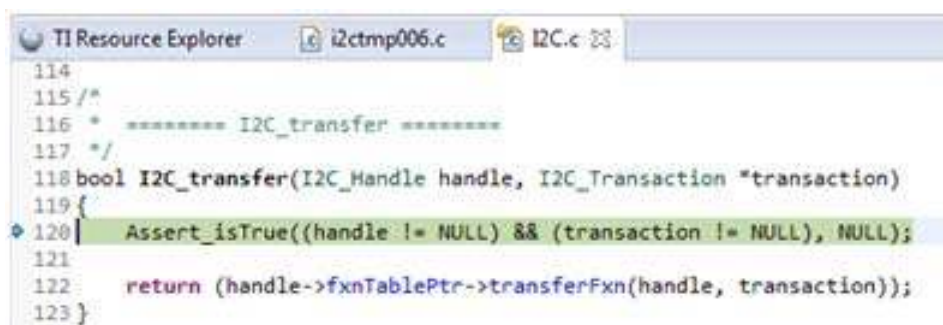 TI Resource Explorer i2ctmp006.c I2C.c
114
115 /*
116 * ======== I2C_transfer ========
117 */
118 bool I2C_transfer(I2C_Handle handle, I2C_Transaction *transaction)
119 {
120 Assert_isTrue((handle != NULL) && (transaction != NULL), NULL);
121
122 return (handle->fxnTablePtr->transferFxn(handle, transaction));
123 }